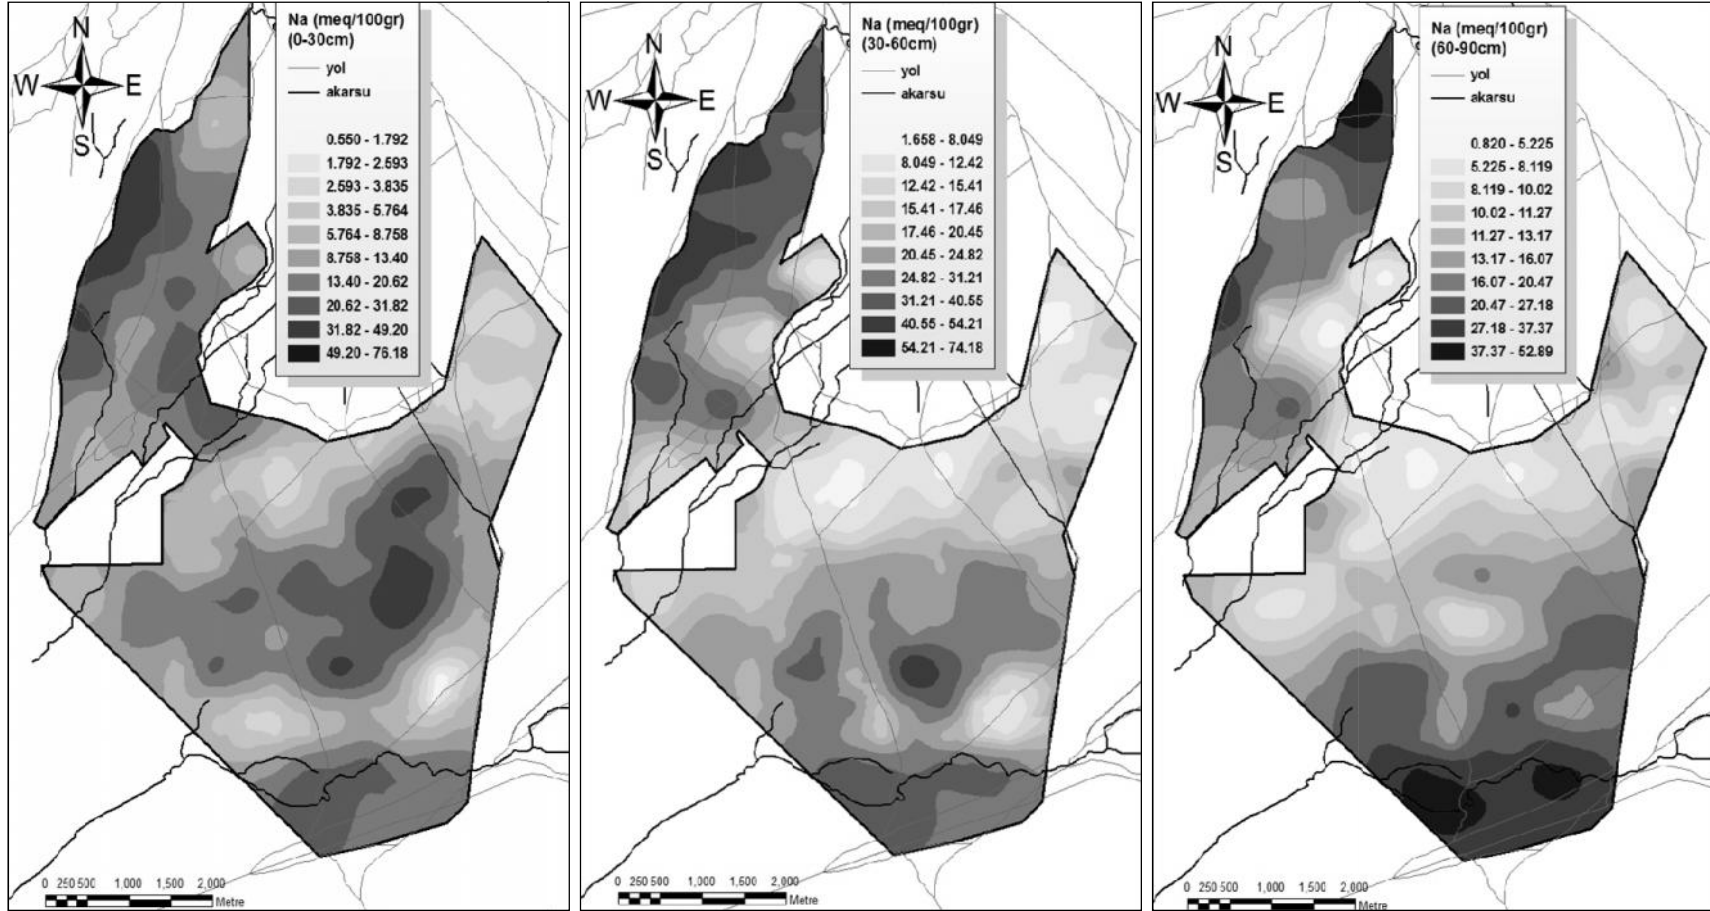 Na (meq/100gr)
(0-30cm)
yol
akarsu
0.550 - 1.792
1.792 - 2.593
2.593 - 3.835
3.835 - 5.764
5.764 - 8.758
8.758 - 13.40
13.40 - 20.62
20.62 - 31.82
31.82 - 49.20
49.20 - 76.18
N
W E
S
0 250 500 1,000 1,500 2,000
Metre
Na (meq/100gr)
(30-60cm)
yol
akarsu
1.658 - 8.049
8.049 - 12.42
12.42 - 15.41
15.41 - 17.46
17.46 - 20.45
20.45 - 24.82
24.82 - 31.21
31.21 - 40.55
40.55 - 54.21
54.21 - 74.18
N
W E
S
0 250 500 1,000 1,500 2,000
Metre
Na (meq/100gr)
(60-90cm)
yol
akarsu
0.820 - 5.225
5.225 - 8.119
8.119 - 10.02
10.02 - 11.27
11.27 - 13.17
13.17 - 16.07
16.07 - 20.47
20.47 - 27.18
27.18 - 37.37
37.37 - 52.89
N
W E
S
0 250 500 1,000 1,500 2,000
Metre